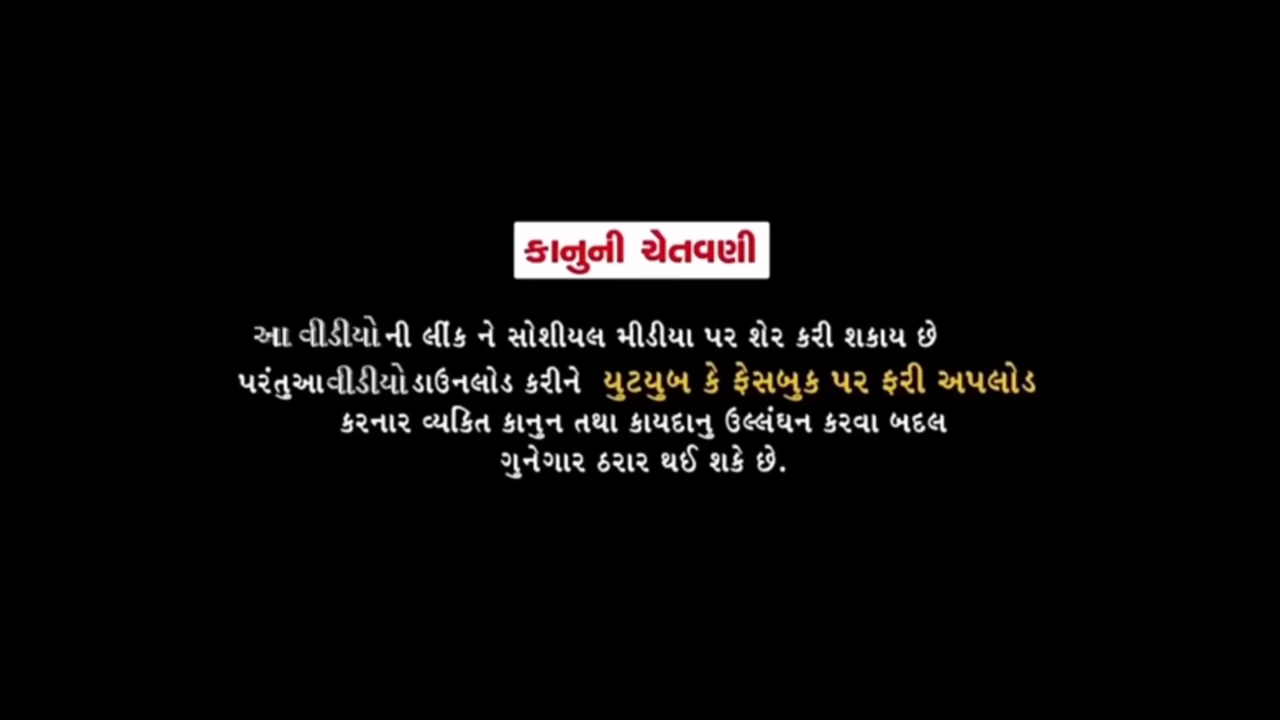 કાનુની ચેતવણી
આ વીડીયો ની લીંક ને સોશીયલ મીડીયા પર શેર કરી શકાય છે
પરંતુઆવીડીયો ડાઉનલોડ કરીને યુટયુબ કે ફેસબુક પર ફરી અપલોડ
કરનાર વ્યકિત કાનુન તથા કાયદાનુ ઉલ્લંઘન કરવા બદલ
ગુનેગાર ઠરાર થઈ શકે છે.